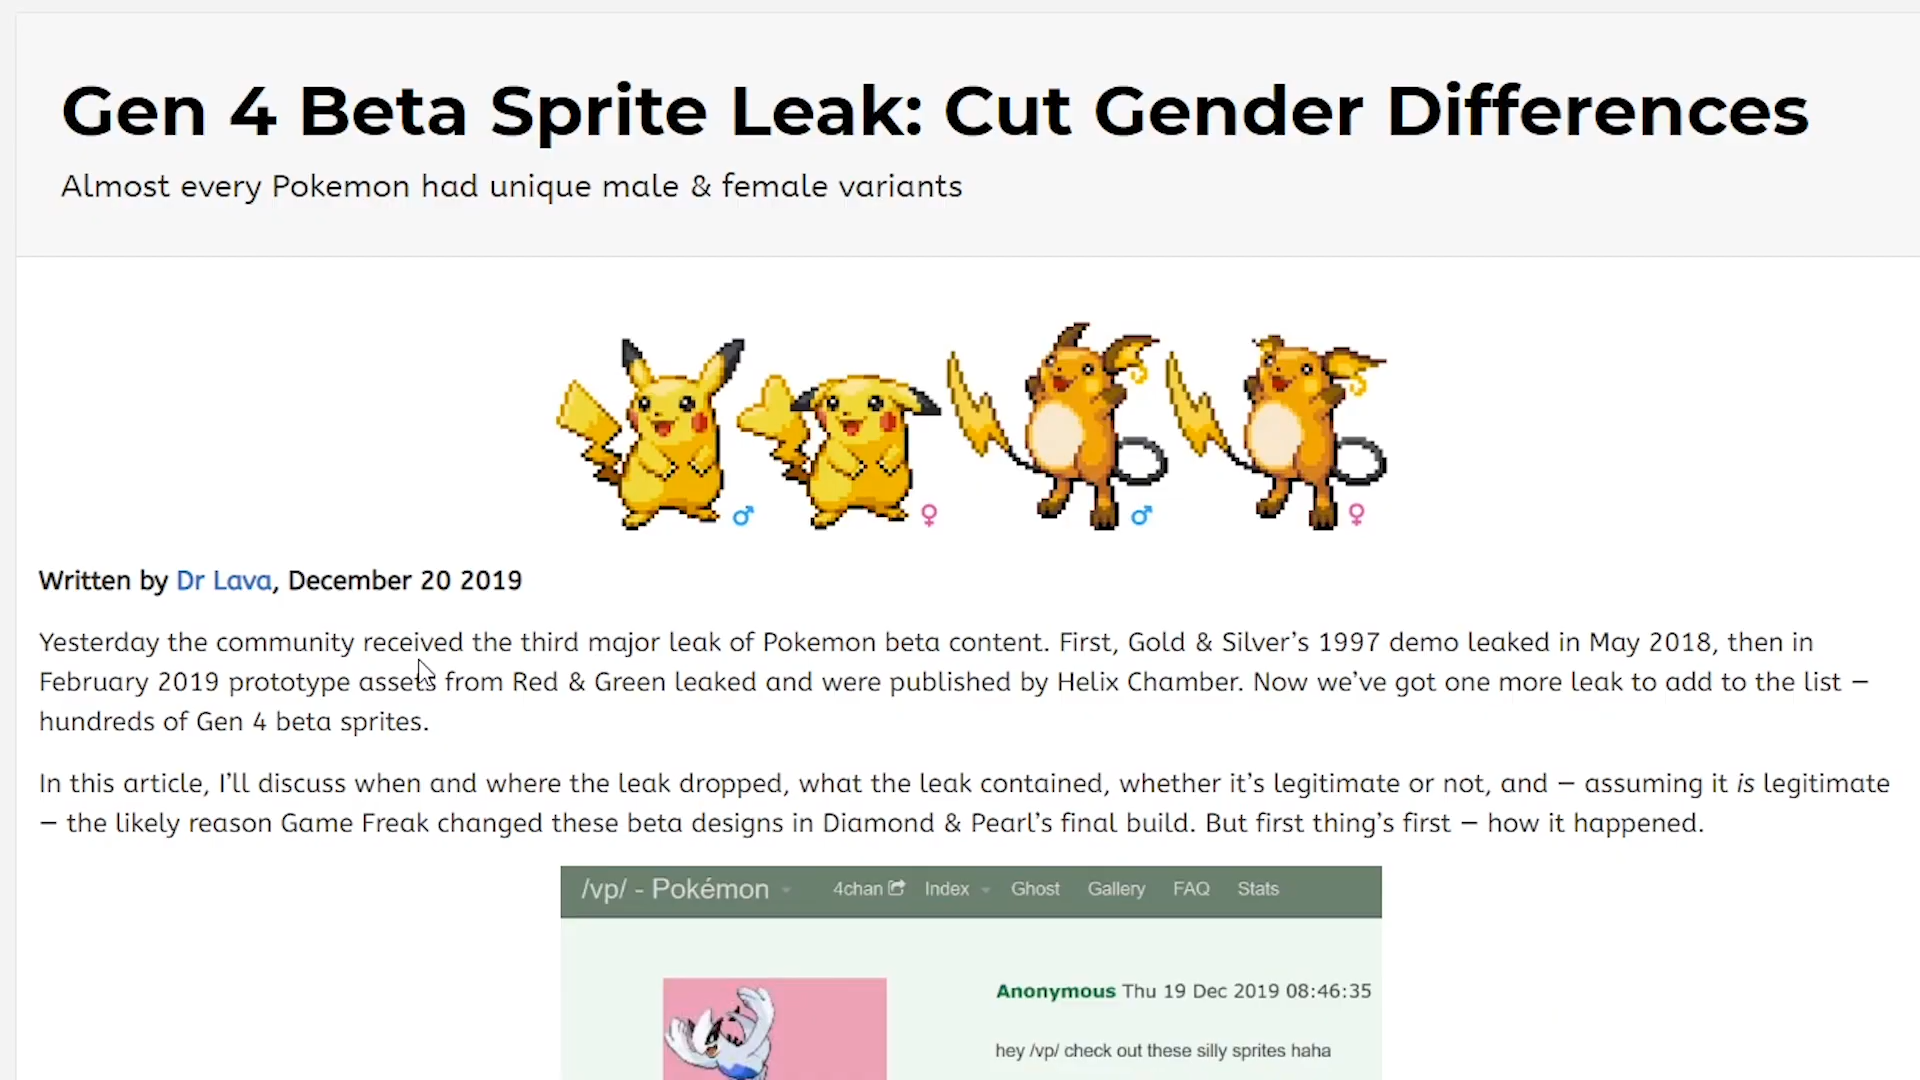 Gen 4 Beta Sprite Leak: Cut Gender Differences
Almost every Pokemon had unique male & female variants
♂ ♀ ♂ ♀
Written by Dr Lava, December 20 2019
Yesterday the community received the third major leak of Pokemon beta content. First, Gold & Silver’s 1997 demo leaked in May 2018, then in
February 2019 prototype assets from Red & Green leaked and were published by Helix Chamber. Now we’ve got one more leak to add to the list –
hundreds of Gen 4 beta sprites.
In this article, I’ll discuss when and where the leak dropped, what the leak contained, whether it’s legitimate or not, and – assuming it is legitimate
– the likely reason Game Freak changed these beta designs in Diamond & Pearl’s final build. But first thing’s first – how it happened.
/vp/ - Pokémon 4chan Index Ghost Gallery FAQ Stats
Anonymous Thu 19 Dec 2019 08:46:35
hey /vp/ check out these silly sprites haha